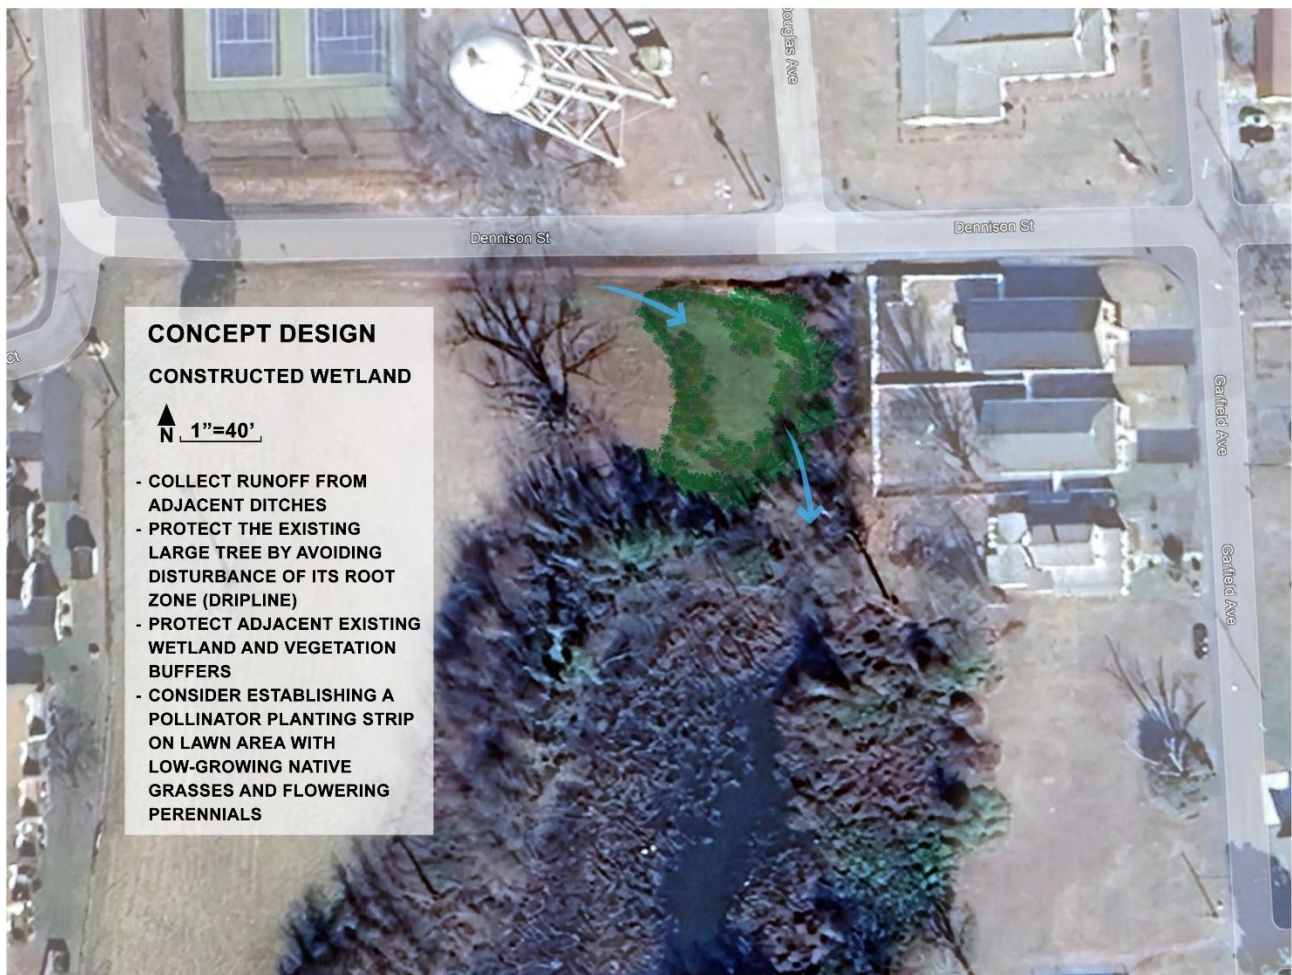 Douglas Ave
Dennison St
Dennison St
Ct
CONCEPT DESIGN
CONSTRUCTED WETLAND
N 1"=40'
- COLLECT RUNOFF FROM
ADJACENT DITCHES
- PROTECT THE EXISTING
LARGE TREE BY AVOIDING
DISTURBANCE OF ITS ROOT
ZONE (DRIPLINE)
- PROTECT ADJACENT EXISTING
WETLAND AND VEGETATION
BUFFERS
- CONSIDER ESTABLISHING A
POLLINATOR PLANTING STRIP
ON LAWN AREA WITH
LOW-GROWING NATIVE
GRASSES AND FLOWERING
PERENNIALS
Garfield Ave
Garfield Ave